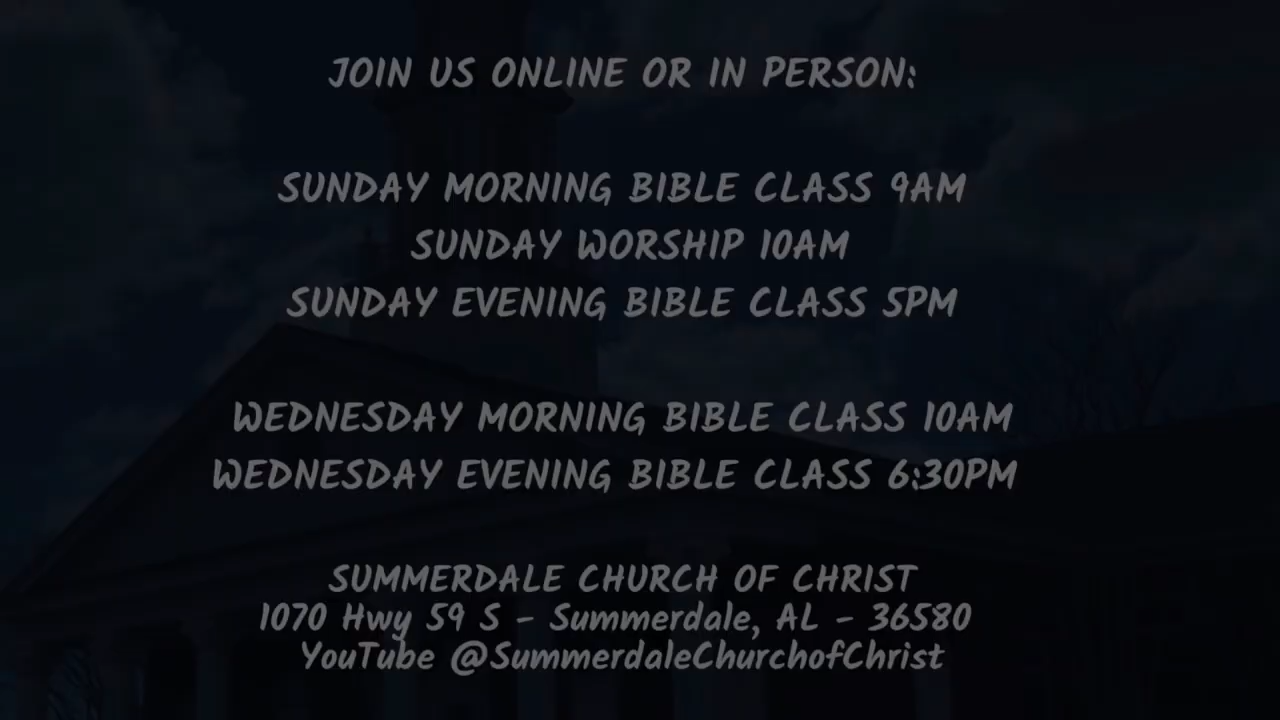 JOIN US ONLINE OR IN PERSON:
SUNDAY MORNING BIBLE CLASS 9AM
SUNDAY WORSHIP 10AM
SUNDAY EVENING BIBLE CLASS 5PM
WEDNESDAY MORNING BIBLE CLASS 10AM
WEDNESDAY EVENING BIBLE CLASS 6:30PM
SUMMERDALE CHURCH OF CHRIST
1070 Hwy 59 S - Summerdale, AL - 36580
YouTube @SummerdaleChurchofChrist